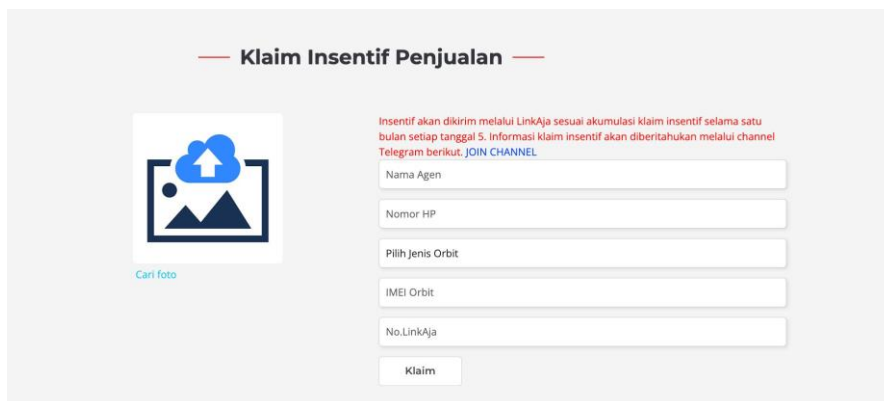 Klaim Insentif Penjualan
Insentif akan dikirim melalui LinkAja sesuai akumulasi klaim insentif selama satu
bulan setiap tanggal 5. Informasi klaim insentif akan diberitahukan melalui channel
Telegram berikut. JOIN CHANNEL
Nama Agen
Nomor HP
Pilih Jenis Orbit
Cari foto
IMEI Orbit
No.LinkAja
Klaim